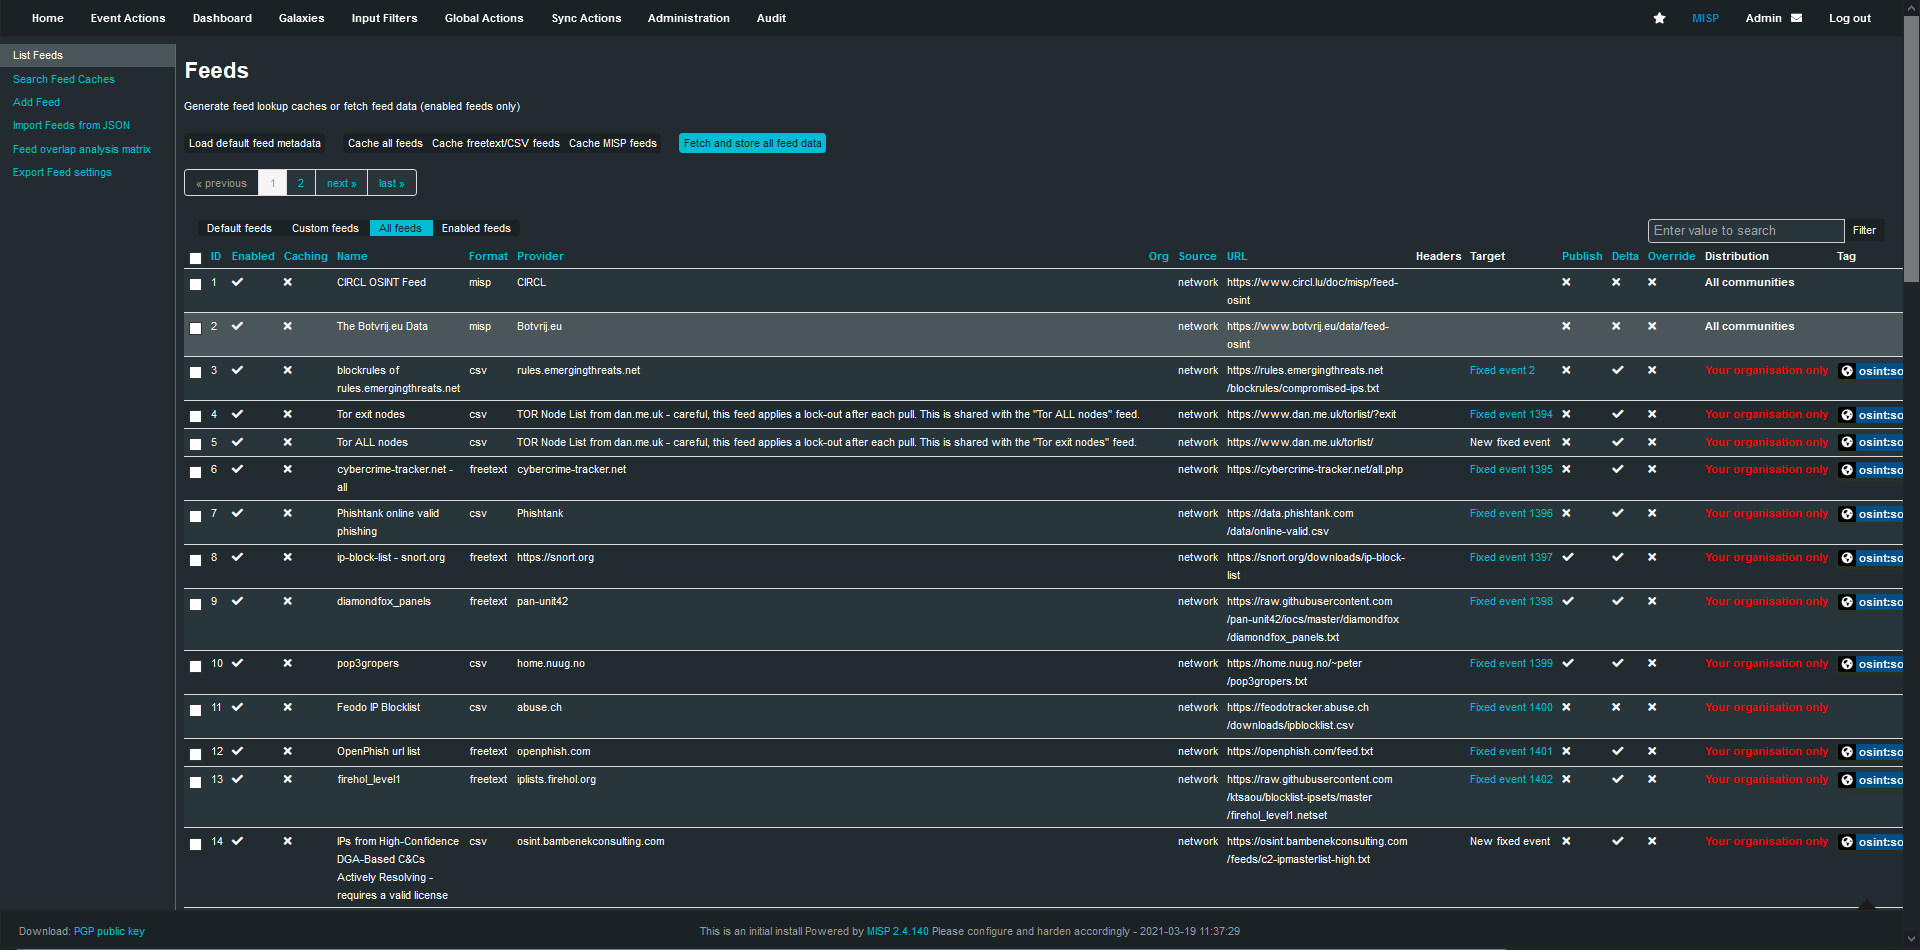 Home Event Actions Dashboard Galaxies Input Filters Global Actions Sync Actions Administration Audit MISP Admin Log out
List Feeds
Search Feed Caches
Add Feed
Import Feeds from JSON
Feed overlap analysis matrix
Export Feed settings
Feeds
Generate feed lookup caches or fetch feed data (enabled feeds only)
Load default feed metadata Cache all feeds Cache freetext/CSV feeds Cache MISP feeds Fetch and store all feed data
« previous 1 2 next » last »
Default feeds Custom feeds All feeds Enabled feeds Enter value to search Filter
ID Enabled Caching Name Format Provider Org Source URL Headers Target Publish Delta Override Distribution Tag
1 CIRCL OSINT Feed misp CIRCL network https://www.circl.lu/doc/misp/feed- All communities
osint
2 The Botvrij.eu Data misp Botvrij.eu network https://www.botvrij.eu/data/feed- All communities
osint
3 blockrules of csv rules.emergingthreats.net network https://rules.emergingthreats.net Fixed event 2 Your organisation only osint:so
rules.emergingthreats.net /blockrules/compromised-ips.txt
4 Tor exit nodes csv TOR Node List from dan.me.uk - careful, this feed applies a lock-out after each pull. This is shared with the "Tor ALL nodes" feed. network https://www.dan.me.uk/torlist/?exit Fixed event 1394 Your organisation only osint:so
5 Tor ALL nodes csv TOR Node List from dan.me.uk - careful, this feed applies a lock-out after each pull. This is shared with the "Tor exit nodes" feed. network https://www.dan.me.uk/torlist/ New fixed event Your organisation only osint:so
6 cybercrime-tracker.net - freetext cybercrime-tracker.net network https://cybercrime-tracker.net/all.php Fixed event 1395 Your organisation only osint:so
all
7 Phishtank online valid csv Phishtank network https://data.phishtank.com Fixed event 1396 Your organisation only osint:so
phishing /data/online-valid.csv
8 ip-block-list - snort.org freetext https://snort.org network https://snort.org/downloads/ip-block- Fixed event 1397 Your organisation only osint:so
list
9 diamondfox_panels freetext pan-unit42 network https://raw.githubusercontent.com Fixed event 1398 Your organisation only osint:so
/pan-unit42/iocs/master/diamondfox
/diamondfox_panels.txt
10 pop3gropers csv home.nuug.no network https://home.nuug.no/~peter Fixed event 1399 Your organisation only osint:so
/pop3gropers.txt
11 Feodo IP Blocklist csv abuse.ch network https://feodotracker.abuse.ch Fixed event 1400 Your organisation only
/downloads/ipblocklist.csv
12 OpenPhish url list freetext openphish.com network https://openphish.com/feed.txt Fixed event 1401 Your organisation only osint:so
13 firehol_level1 freetext iplists.firehol.org network https://raw.githubusercontent.com Fixed event 1402 Your organisation only osint:so
/ktsaou/blocklist-ipsets/master
/firehol_level1.netset
14 IPs from High-Confidence csv osint.bambenekconsulting.com network https://osint.bambenekconsulting.com New fixed event Your organisation only osint:so
DGA-Based C&Cs /feeds/c2-ipmasterlist-high.txt
Actively Resolving -
requires a valid license
Download: PGP public key This is an initial install Powered by MISP 2.4.140 Please configure and harden accordingly - 2021-03-19 11:37:29